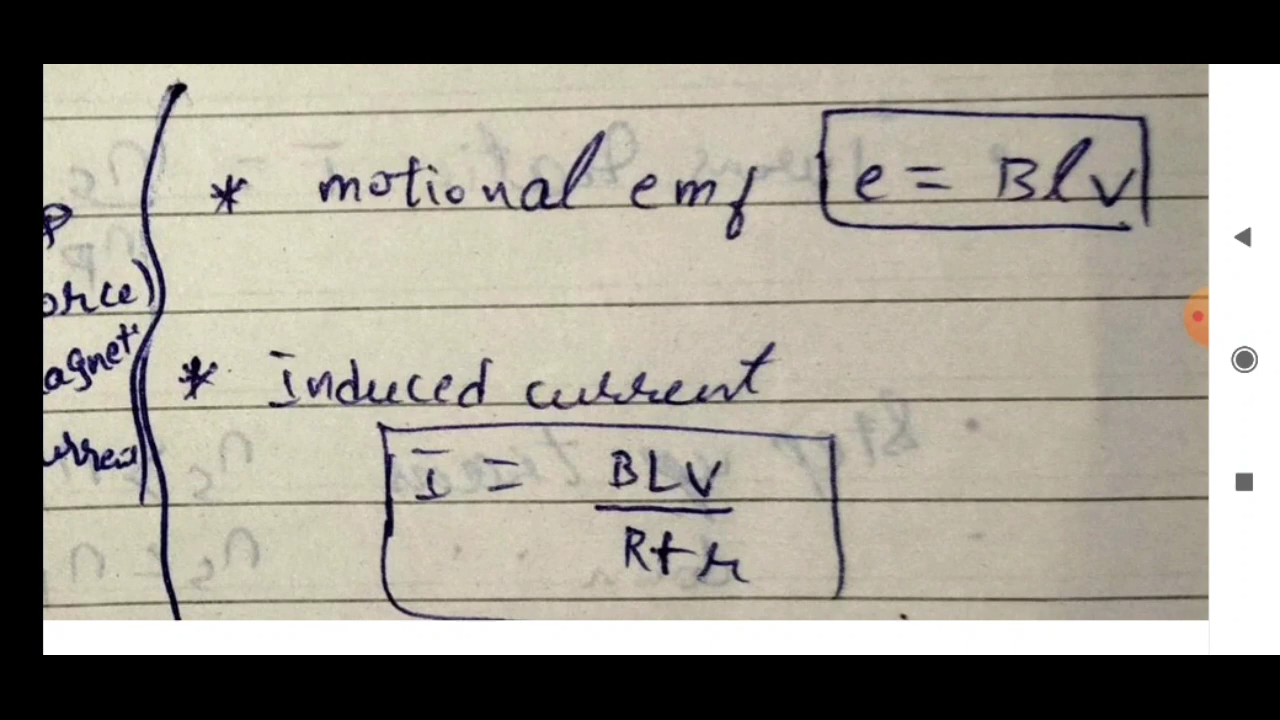 * motional emf e = Blv
orce)
agnet
* Induced current
I = BLV
R+r